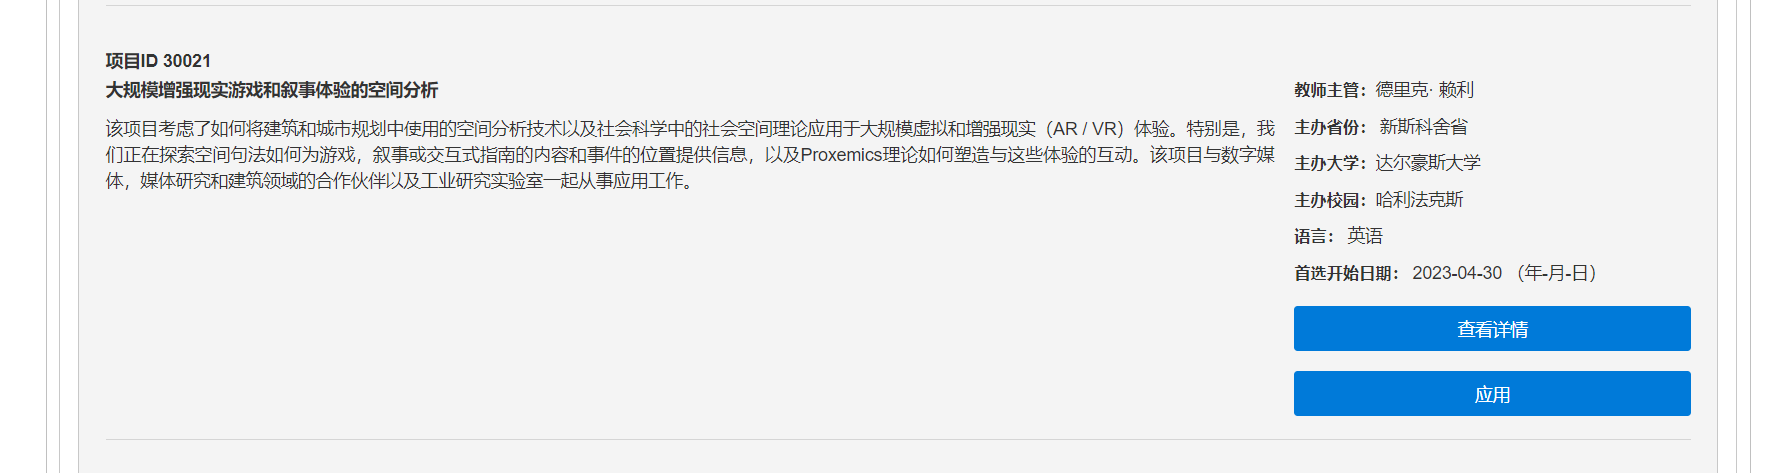 项目ID 30021
大规模增强现实游戏和叙事体验的空间分析
该项目考虑了如何将建筑和城市规划中使用的空间分析技术以及社会科学中的社会空间理论应用于大规模虚拟和增强现实（AR / VR）体验。特别是，我
们正在探索空间句法如何为游戏，叙事或交互式指南的内容和事件的位置提供信息，以及Proxemics理论如何塑造与这些体验的互动。该项目与数字媒
体，媒体研究和建筑领域的合作伙伴以及工业研究实验室一起从事应用工作。
教师主管：德里克· 赖利
主办省份： 新斯科舍省
主办大学：达尔豪斯大学
主办校园：哈利法克斯
语言： 英语
首选开始日期： 2023-04-30 （年-月-日）
查看详情
应用